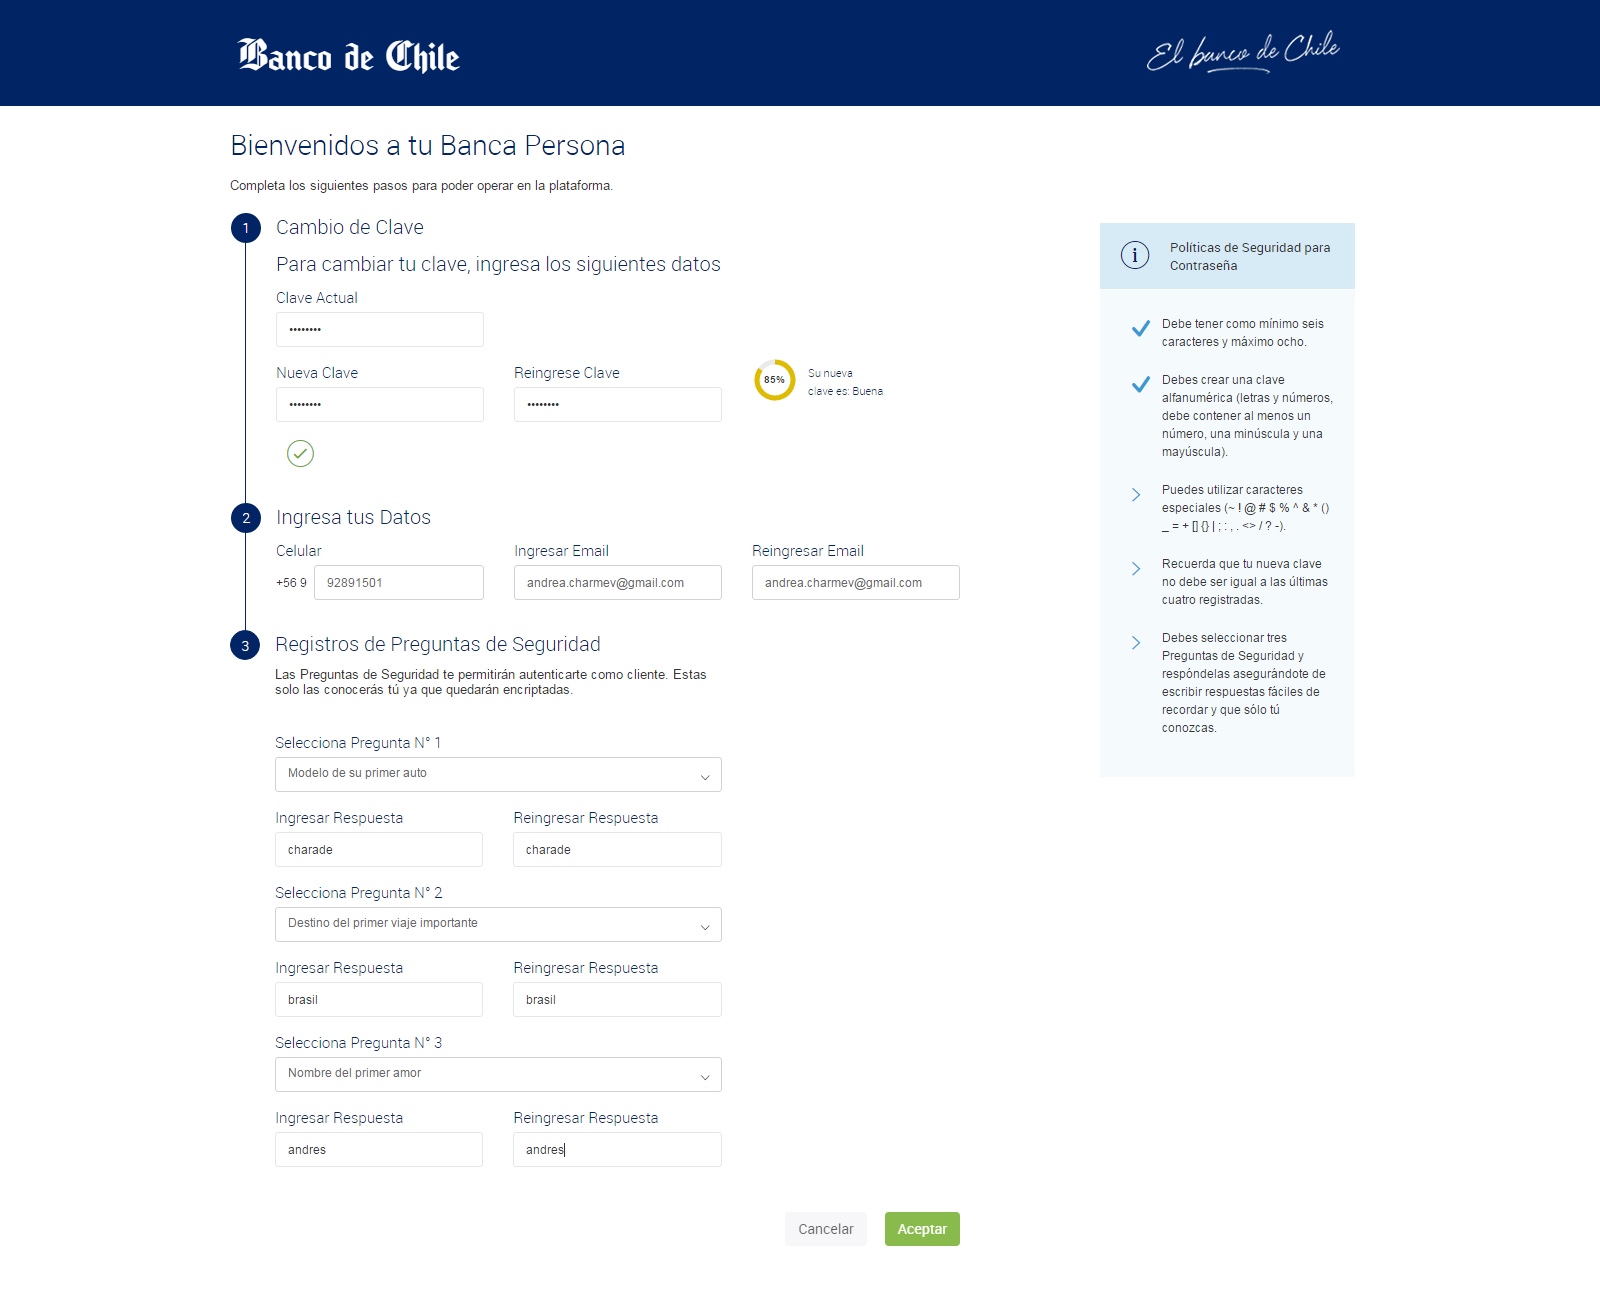 Banco de Chile
El banco de Chile
Bienvenidos a tu Banca Persona
Completa los siguientes pasos para poder operar en la plataforma.
1
Cambio de Clave
Para cambiar tu clave, ingresa los siguientes datos
Clave Actual
••••••••
Nueva Clave
Reingrese Clave
••••••••
••••••••
85%
Su nueva
clave es: Buena
2
Ingresa tus Datos
Celular
Ingresar Email
Reingresar Email
+56 9
92891501
andrea.charmev@gmail.com
andrea.charmev@gmail.com
3
Registros de Preguntas de Seguridad
Las Preguntas de Seguridad te permitirán autenticarte como cliente. Estas
solo las conocerás tú ya que quedarán encriptadas.
Selecciona Pregunta N° 1
Modelo de su primer auto
Ingresar Respuesta
Reingresar Respuesta
charade
charade
Selecciona Pregunta N° 2
Destino del primer viaje importante
Ingresar Respuesta
Reingresar Respuesta
brasil
brasil
Selecciona Pregunta N° 3
Nombre del primer amor
Ingresar Respuesta
Reingresar Respuesta
andres
andres
Cancelar
Aceptar
i
Políticas de Seguridad para
Contraseña
Debe tener como mínimo seis
caracteres y máximo ocho.
Debes crear una clave
alfanumérica (letras y números,
debe contener al menos un
número, una minúscula y una
mayúscula).
Puedes utilizar caracteres
especiales (~ ! @ # $ % ^ & * ()
_ = + [] {} | ; : , . <> / ? -).
Recuerda que tu nueva clave
no debe ser igual a las últimas
cuatro registradas.
Debes seleccionar tres
Preguntas de Seguridad y
respóndelas asegurándote de
escribir respuestas fáciles de
recordar y que sólo tú
conozcas.